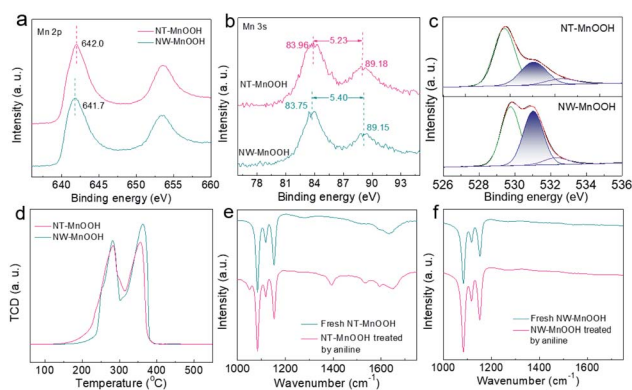 a
Mn 2p
NT-MnOOH
NW-MnOOH
642.0
641.7
Intensity (a. u.)
640 645 650 655 660
Binding energy (eV)
b
Mn 3s
83.96
5.23
89.18
NT-MnOOH
83.75
5.40
89.15
NW-MnOOH
Intensity (a. u.)
78 81 84 87 90 93
Binding energy (eV)
c
NT-MnOOH
NW-MnOOH
Intensity (a. u.)
526 528 530 532 534 536
Binding energy (eV)
d
NT-MnOOH
NW-MnOOH
TCD (a. u.)
100 200 300 400 500
Temperature (°C)
e
Fresh NT-MnOOH
NT-MnOOH treated
by aniline
Intensity (a. u.)
1000 1200 1400 1600
Wavenumber (cm⁻¹)
f
Fresh NW-MnOOH
NW-MnOOH treated
by aniline
Intensity (a. u.)
1000 1200 1400 1600
Wavenumber (cm⁻¹)